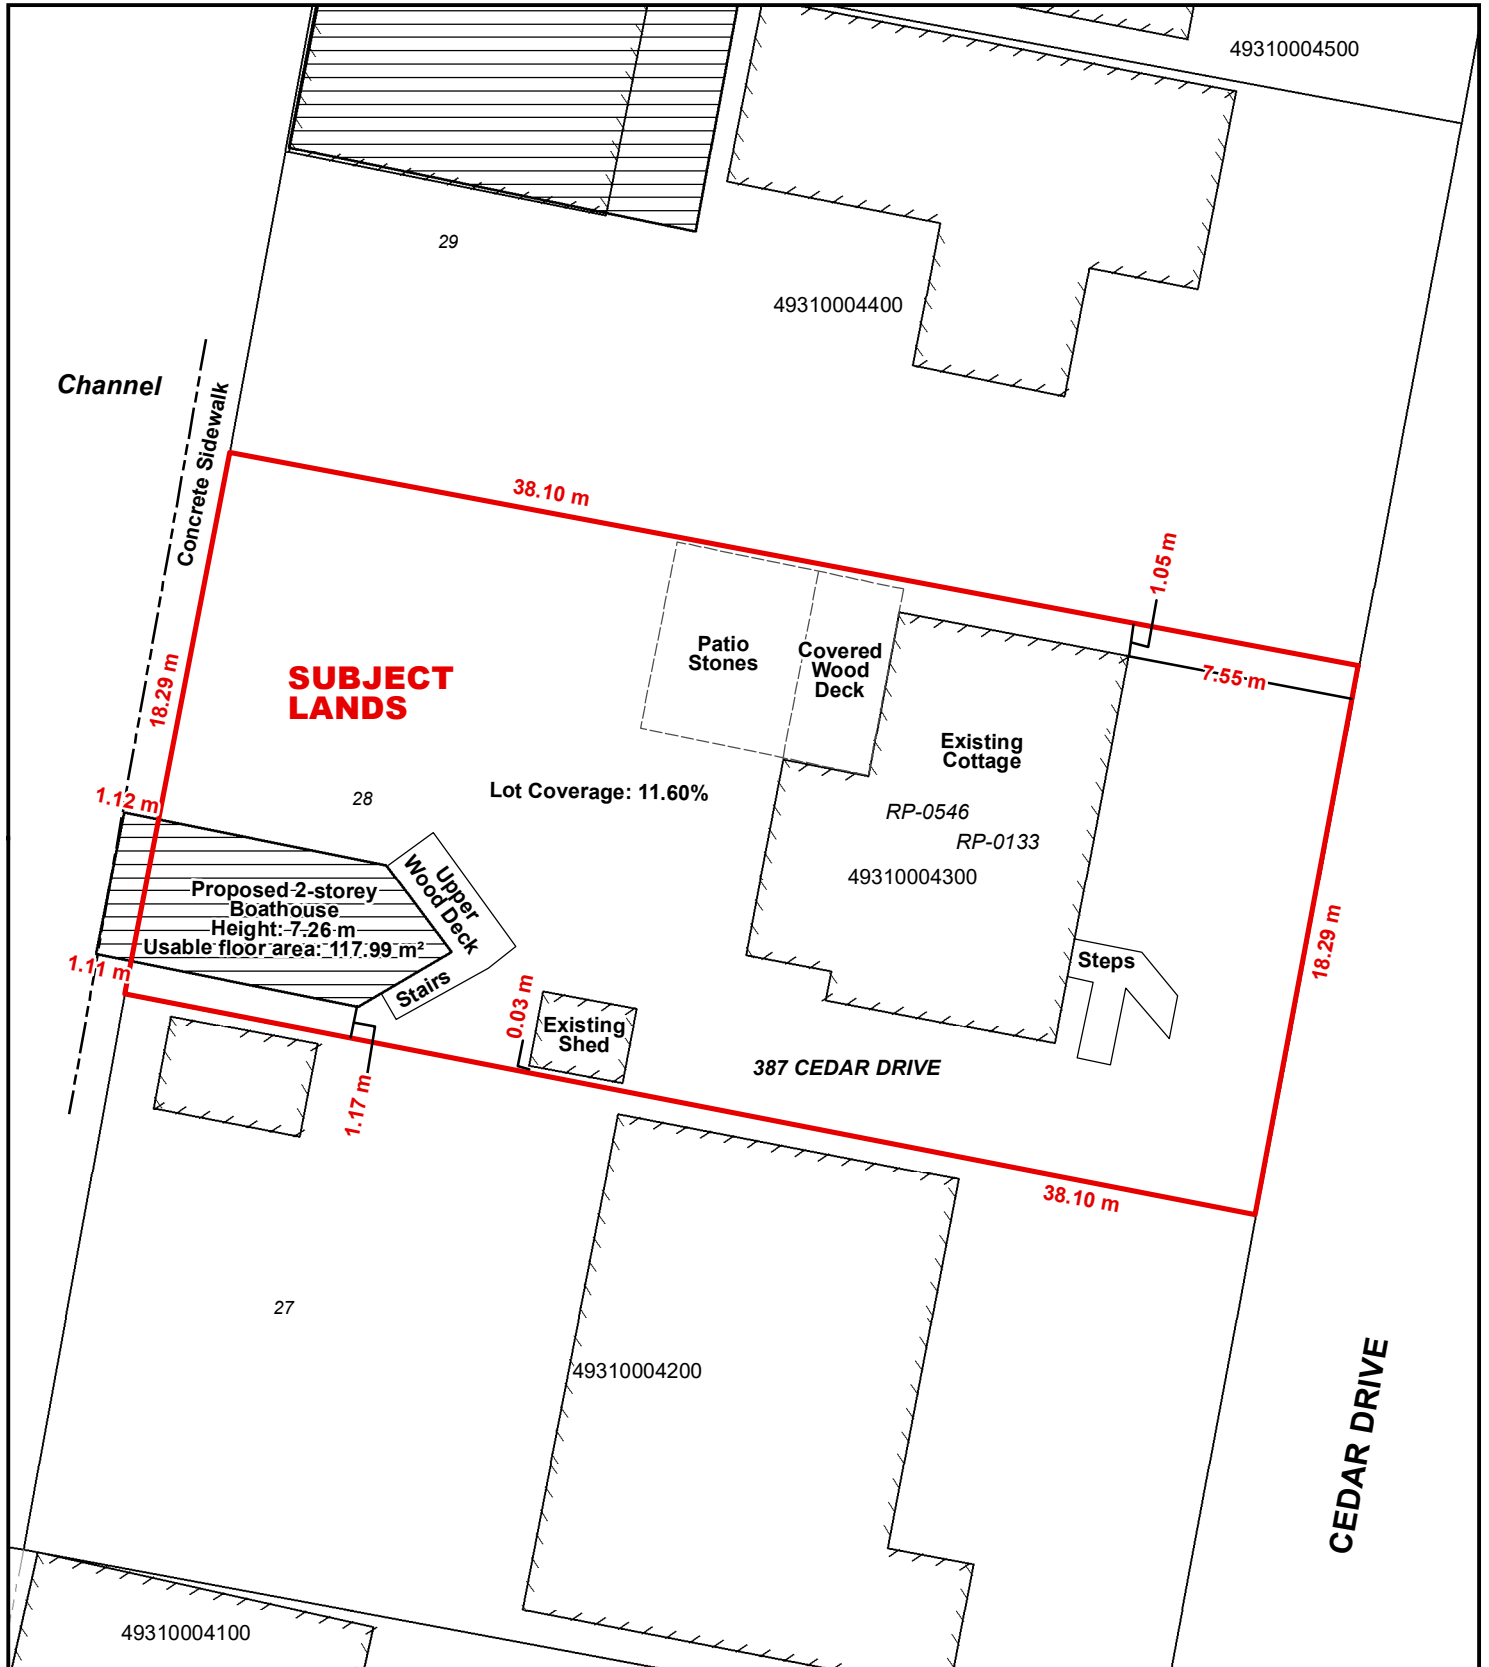 49310004500
29
49310004400
Channel
Concrete Sidewalk
38.10 m
1.05 m
7.55 m
18.29 m
SUBJECT
LANDS
Patio
Stones
Covered
Wood
Deck
Existing
Cottage
Lot Coverage: 11.60%
28
1.12 m
RP-0546
RP-0133
49310004300
Upper
Wood Deck
Proposed 2-storey
Boathouse
Height: 7.26 m
Usable floor area: 117.99 m²
1.11 m
Stairs
Steps
18.29 m
0.03 m
Existing
Shed
387 CEDAR DRIVE
1.17 m
38.10 m
27
49310004200
CEDAR DRIVE
49310004100